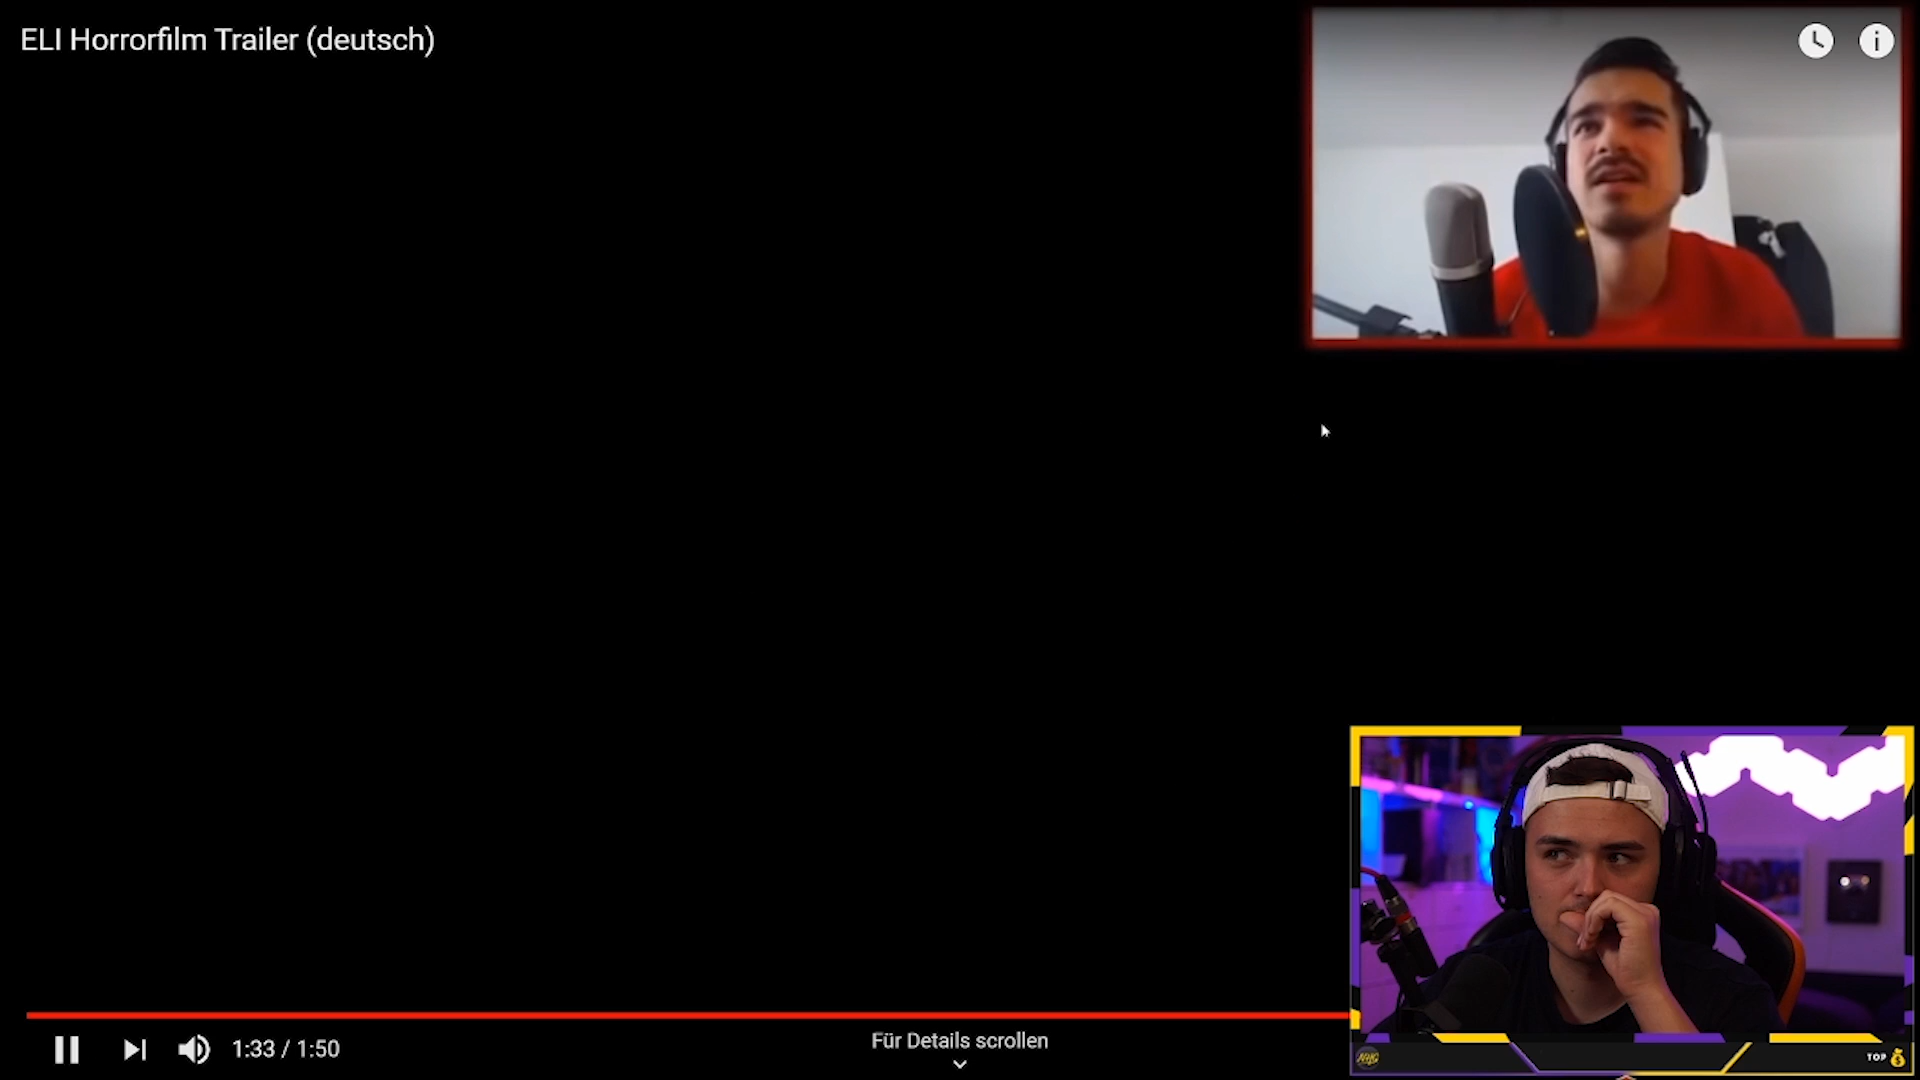 ELI Horrorfilm Trailer (deutsch)
1:33 / 1:50
Für Details scrollen
TOP